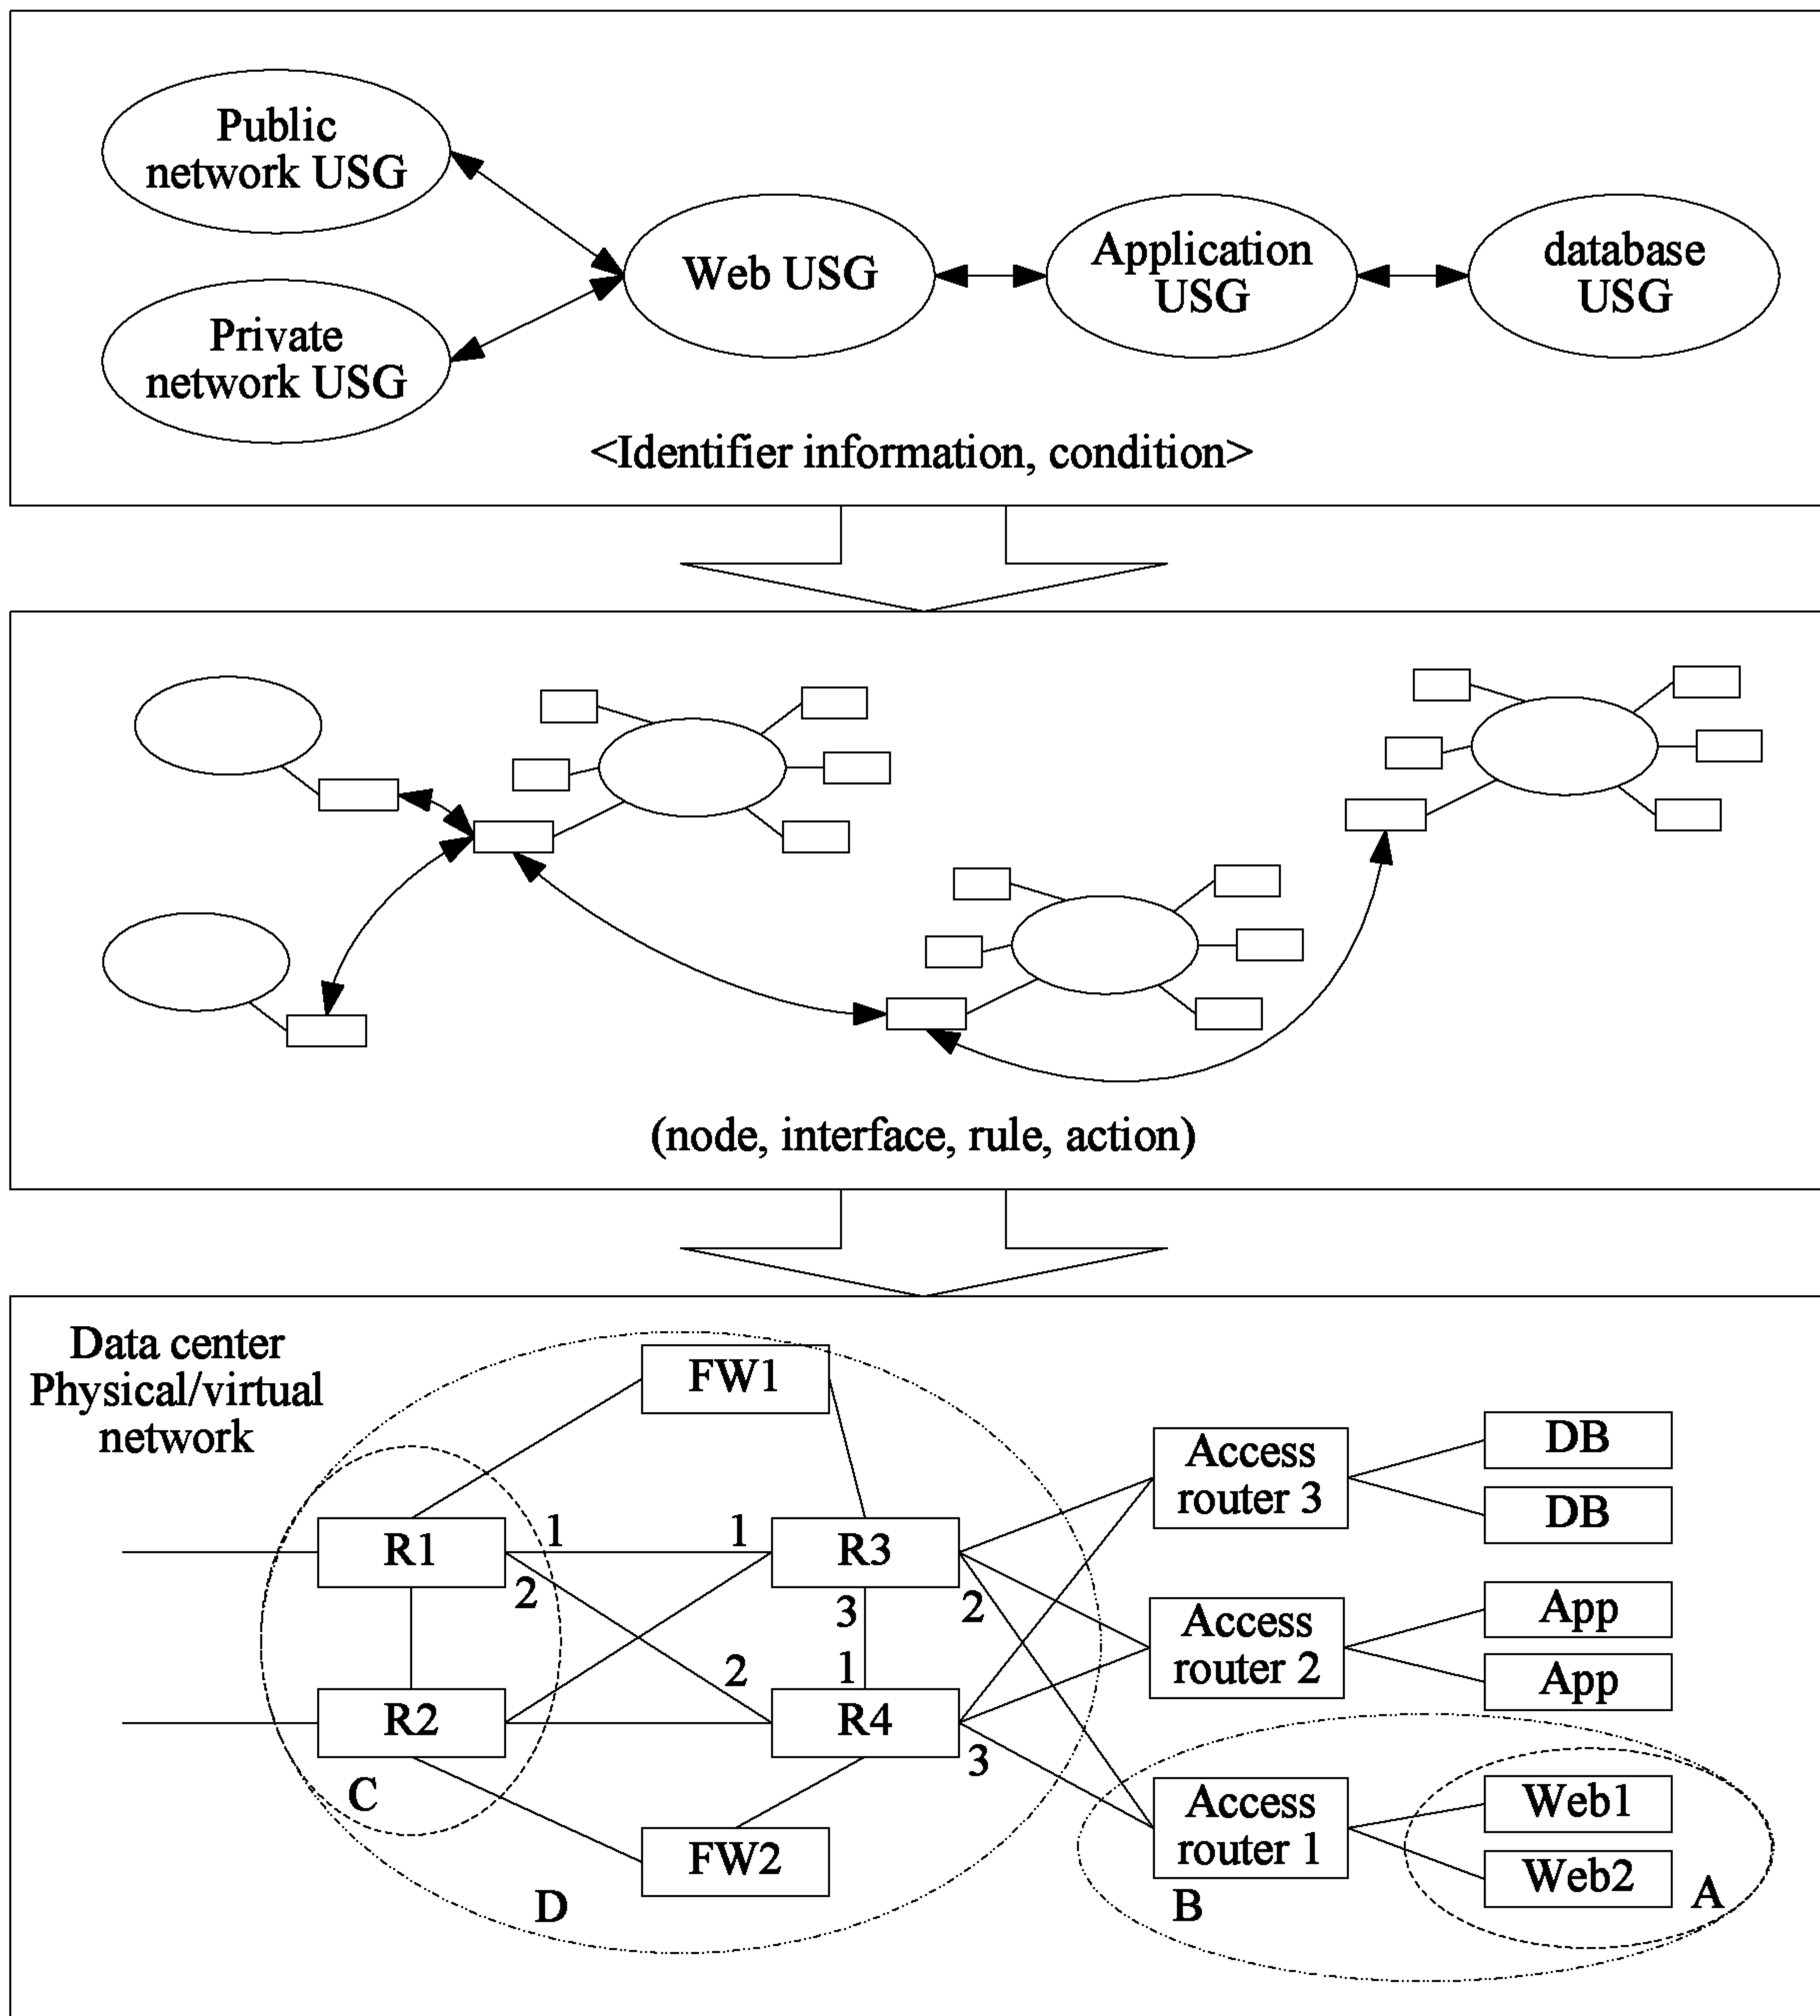 Public
network USG
Private
network USG
Web USG
Application
USG
database
USG
<Identifier information, condition>
(node, interface, rule, action)
Data center
Physical/virtual
network
FW1
R1
1
2
1
R3
3
2
R2
2
1
R4
3
C
FW2
D
Access
router 3
DB
DB
Access
router 2
App
App
Access
router 1
B
Web1
Web2
A